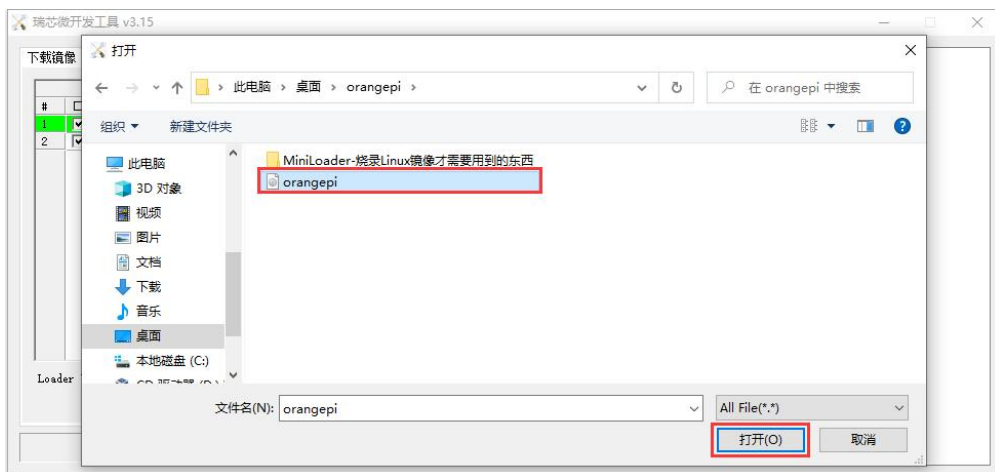 瑞芯微开发工具 v3.15
下载镜像
打开
此电脑 › 桌面 › orangepi ›
在 orangepi 中搜索
组织 新建文件夹
#
1
2
此电脑
3D 对象
视频
图片
文档
下载
音乐
桌面
本地磁盘 (C:)
MiniLoader-烧录Linux镜像才需要用到的东西
orangepi
Loader
文件名(N): orangepi
All File(*.*)
打开(O) 取消